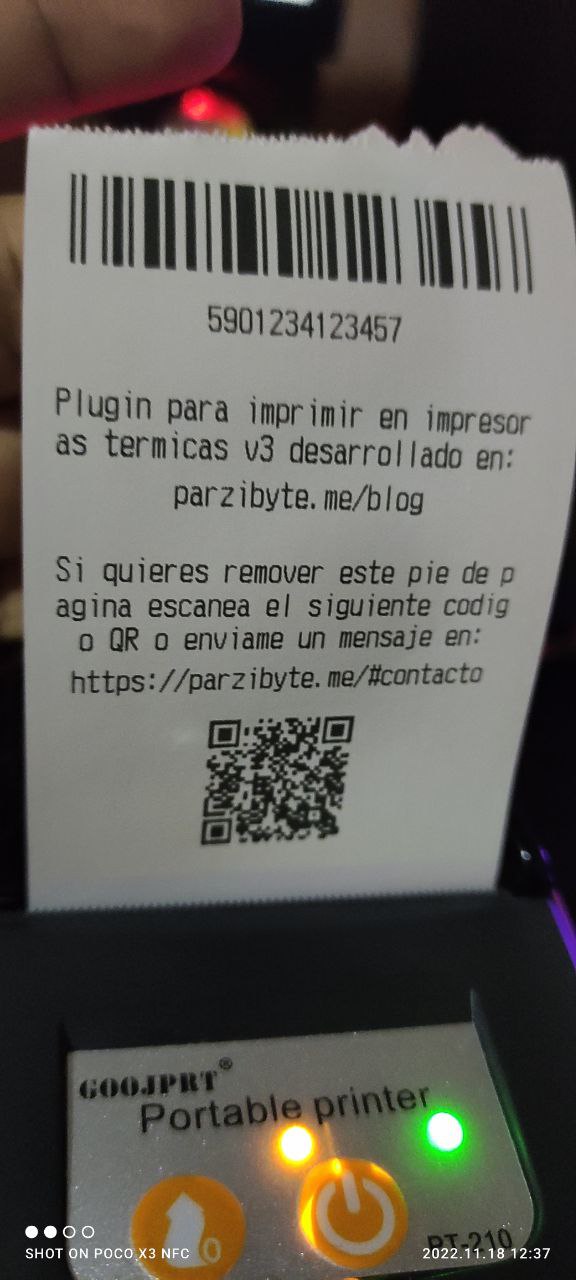 5901234123457
Plugin para imprimir en impresor
as termicas v3 desarrollado en:
parzibyte.me/blog
Si quieres remover este pie de p
agina escanea el siguiente codig
o QR o enviame un mensaje en:
https://parzibyte.me/#contacto
GOOJPRT®
Portable printer
PT-210
SHOT ON POCO X3 NFC
2022.11.18 12:37